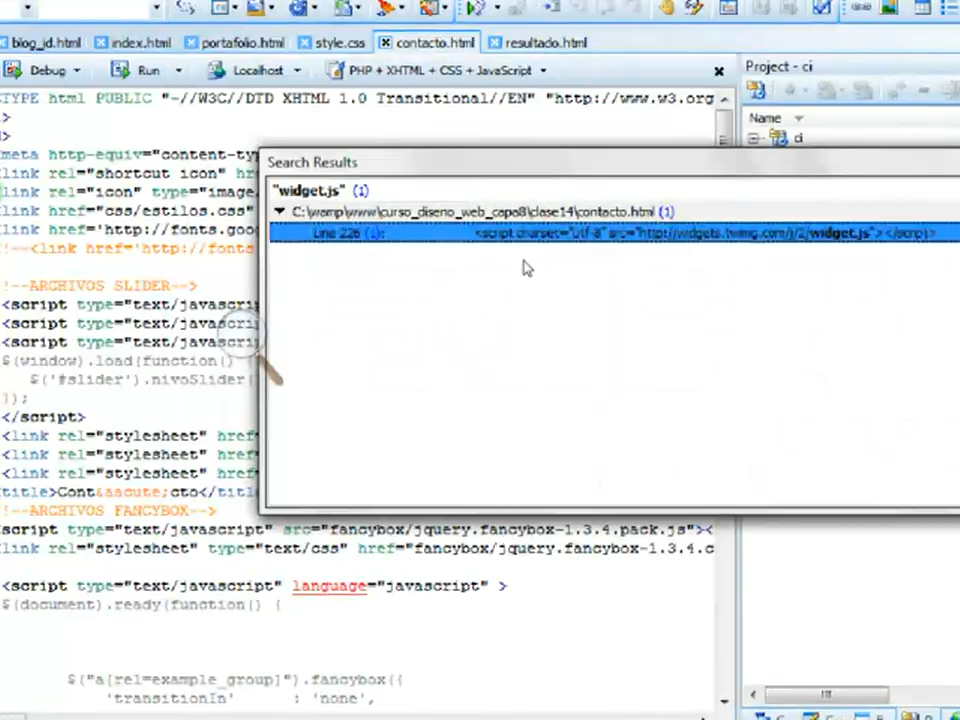 blog_jd.html index.html portafolio.html style.css contacto.html resultado.html
Debug Run Localhost PHP + XHTML + CSS + JavaScript
Project - ci
Name
ci
TYPE html PUBLIC "-//W3C//DTD XHTML 1.0 Transitional//EN" "http://www.w3.org
>
>
meta http-equiv="content-typ
link rel="shortcut icon" hr
link rel="icon" type="image.
link href="css/estilos.css"
link href='http://fonts.goo
!--<link href='http://fonts
!--ARCHIVOS SLIDER-->
<script type="text/javascri
<script type="text/javascri
<script type="text/javascri
$(window).load(function()
$('#slider').nivoSlider(
});
</script>
<link rel="stylesheet" href
<link rel="stylesheet" href
<link rel="stylesheet" href
title>Cont&aacute;cto</titl
!--ARCHIVOS FANCYBOX-->
<script type="text/javascript" src="fancybox/jquery.fancybox-1.3.4.pack.js"><
link rel="stylesheet" type="text/css" href="fancybox/jquery.fancybox-1.3.4.c
<script type="text/javascript" language="javascript" >
$(document).ready(function() {
$("a[rel=example_group]").fancybox({
'transitionIn' : 'none',
Search Results
"widget.js" (1)
C:\wamp\www\curso_diseno_web_capa8\clase14\contacto.html (1)
Line 226 (1): <script charset="utf-8" src="http://widgets.twimg.com/j/2/widget.js"></script>